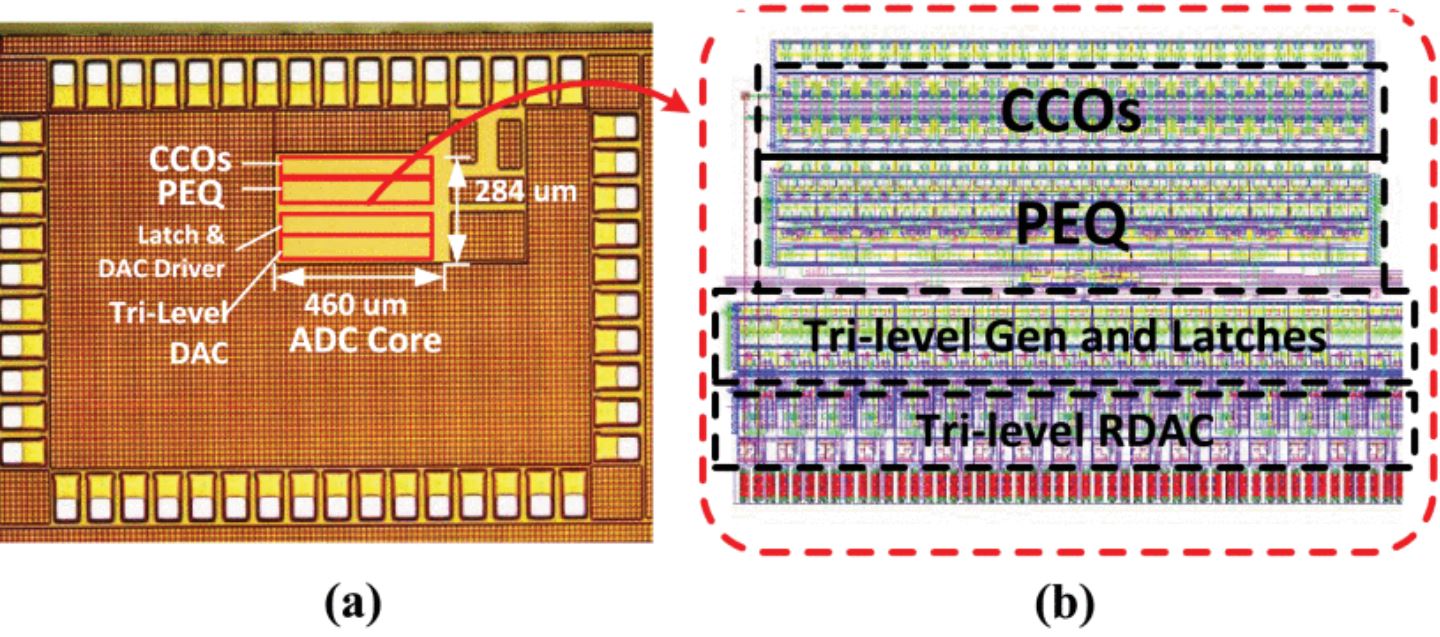 CCOs
PEQ
Latch &
DAC Driver
Tri-Level
DAC
284 um
460 um
ADC Core
CCOs
PEQ
Tri-level Gen and Latches
Tri-level RDAC
(a)
(b)